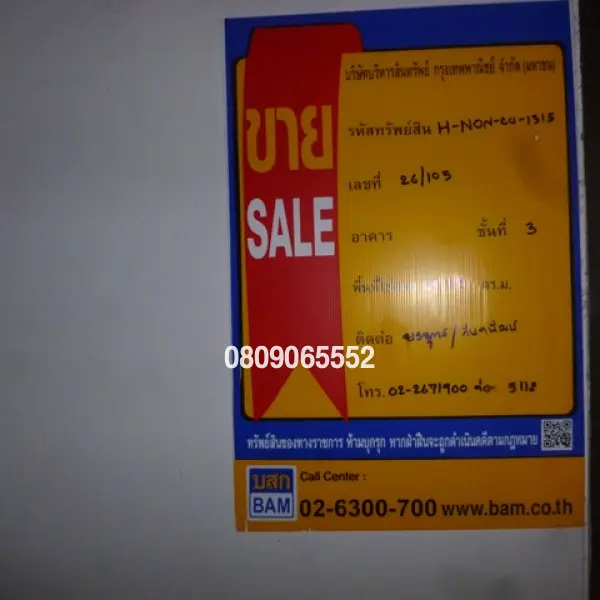 บริษัทบริหารสินทรัพย์ กรุงเทพพาณิชย์ จำกัด (มหาชน)
ขาย
SALE
รหัสทรัพย์สิน H-NON-CU-1315
เลขที่ 26/105
อาคาร ชั้นที่ 3
ตร.ม.
ติดต่อ
0809065552
โทร. 02-2671900 ต่อ 5112
ทรัพย์สินของทางราชการ ห้ามบุกรุก หากฝ่าฝืนจะถูกดำเนินคดีตามกฎหมาย
บสก
BAM
Call Center :
02-6300-700 www.bam.co.th